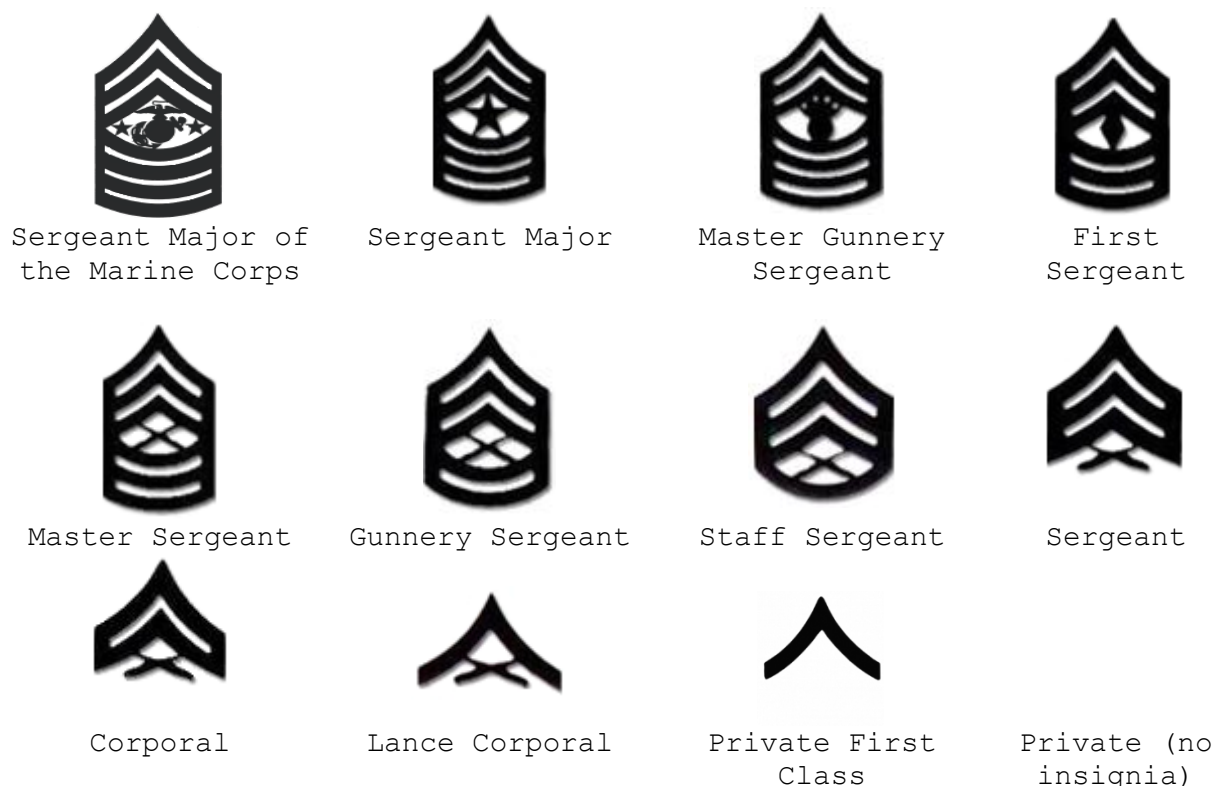 Sergeant Major of
the Marine Corps
Sergeant Major
Master Gunnery
Sergeant
First
Sergeant
Master Sergeant
Gunnery Sergeant
Staff Sergeant
Sergeant
Corporal
Lance Corporal
Private First
Class
Private (no
insignia)